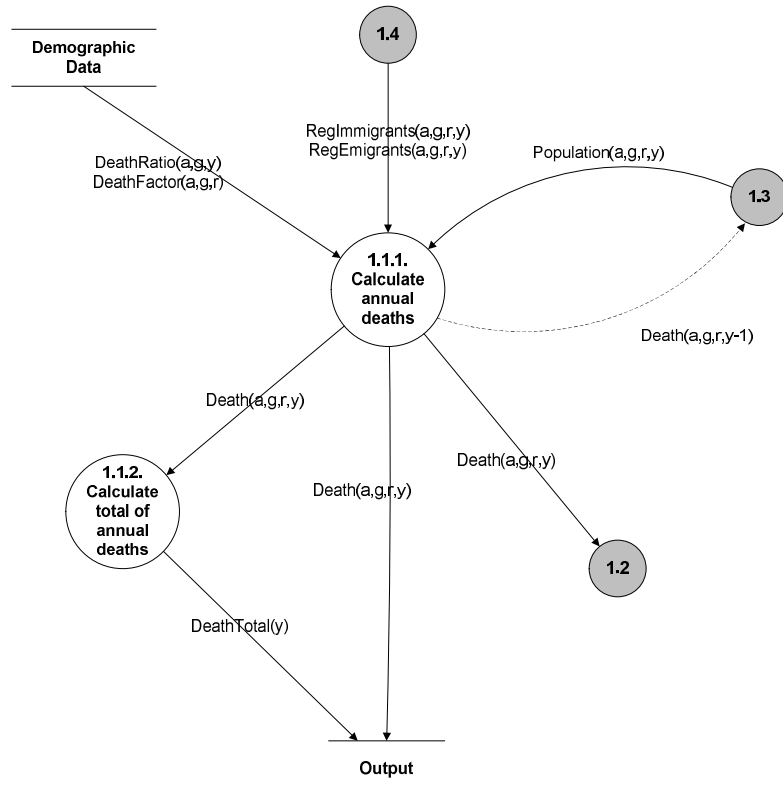 Demographic
Data
1.4
RegImmigrants(a,g,r,y)
RegEmigrants(a,g,r,y)
Population(a,g,r,y)
DeathRatio(a,g,y)
DeathFactor(a,g,r)
1.3
1.1.1.
Calculate
annual
deaths
Death(a,g,r,y-1)
Death(a,g,r,y)
Death(a,g,r,y)
Death(a,g,r,y)
1.1.2.
Calculate
total of
annual
deaths
1.2
DeathTotal(y)
Output